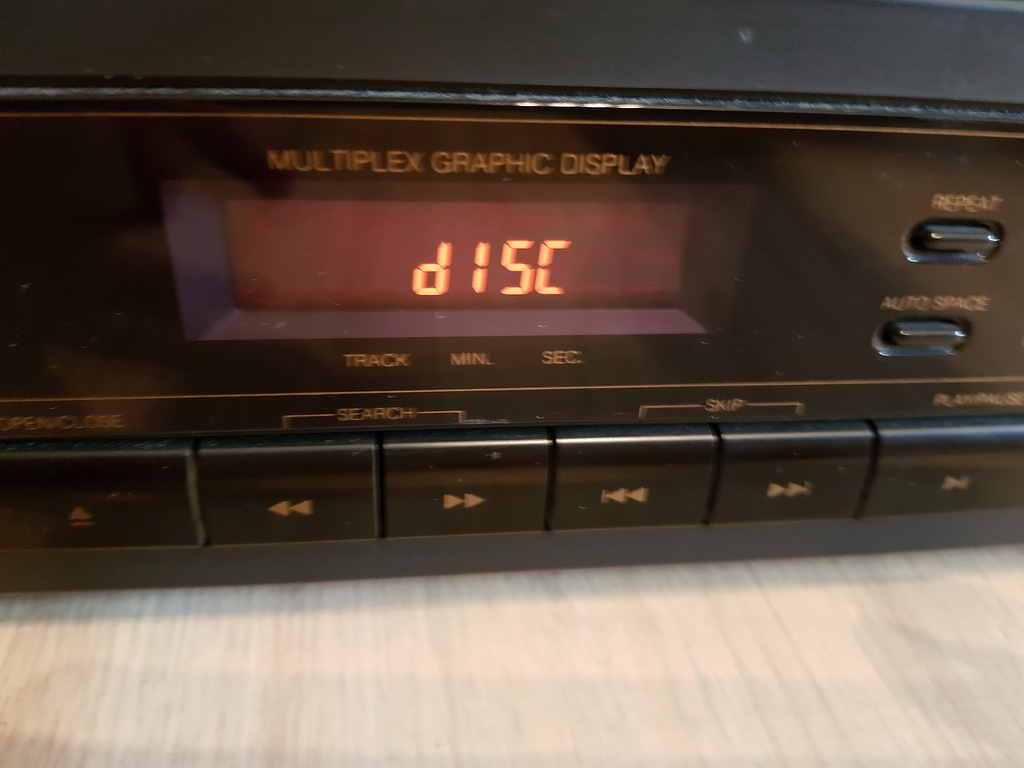 MULTIPLEX GRAPHIC DISPLAY
REPEAT
dISC
AUTO SPACE
TRACK MIN. SEC.
OPEN/CLOSE SEARCH SKIP PLAY/PAUSE